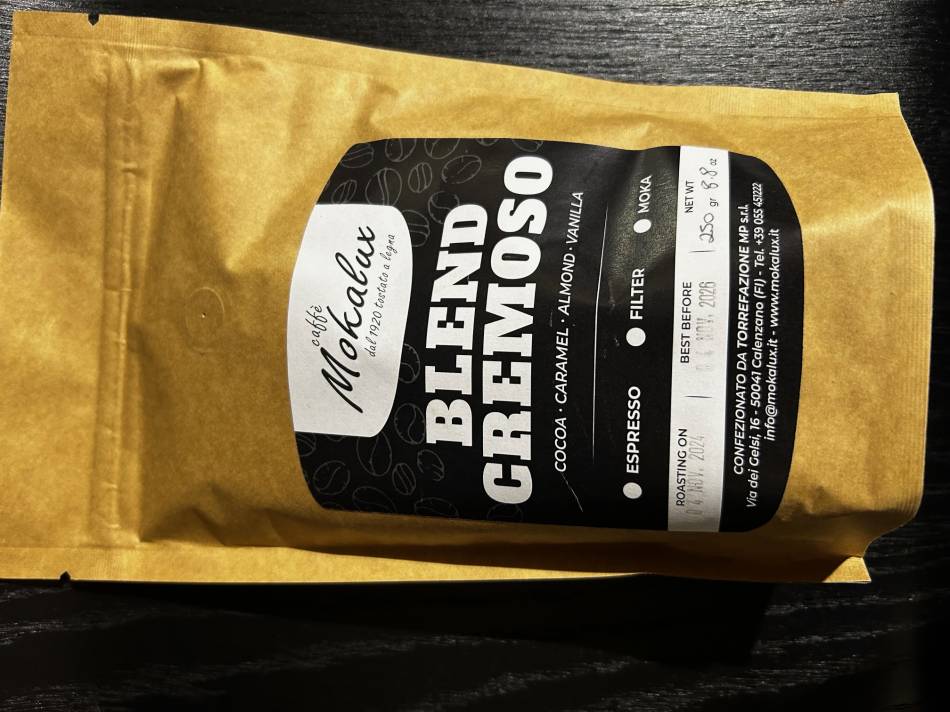 caffè
Mokalux
dal 1920 tostato a legna
BLEND
CREMOSO
COCOA · CARAMEL · ALMOND · VANILLA
ESPRESSO FILTER MOKA
ROASTING ON BEST BEFORE NET WT
04 NOV. 2024 04 NOV. 2026 250 gr 8.8 oz
CONFEZIONATO DA TORREFAZIONE MP s.r.l.
Via dei Gelsi, 16 - 50041 Calenzano (FI) - Tel. +39 055 451222
info@mokalux.it - www.mokalux.it